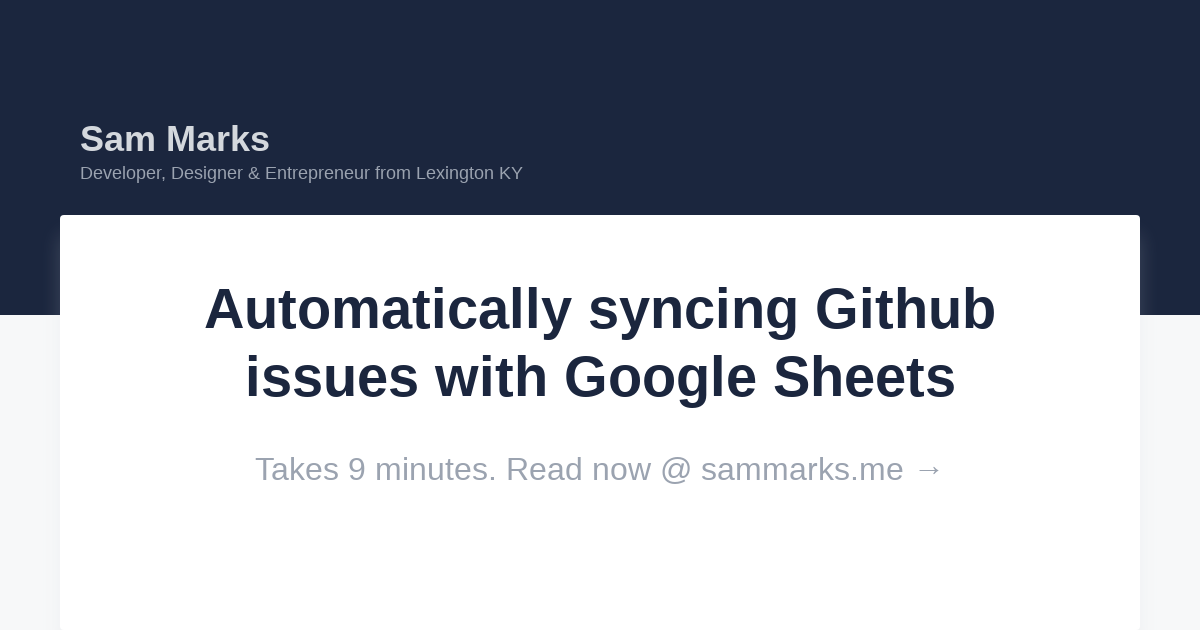 Sam Marks
Developer, Designer & Entrepreneur from Lexington KY
Automatically syncing Github
issues with Google Sheets
Takes 9 minutes. Read now @ sammarks.me →